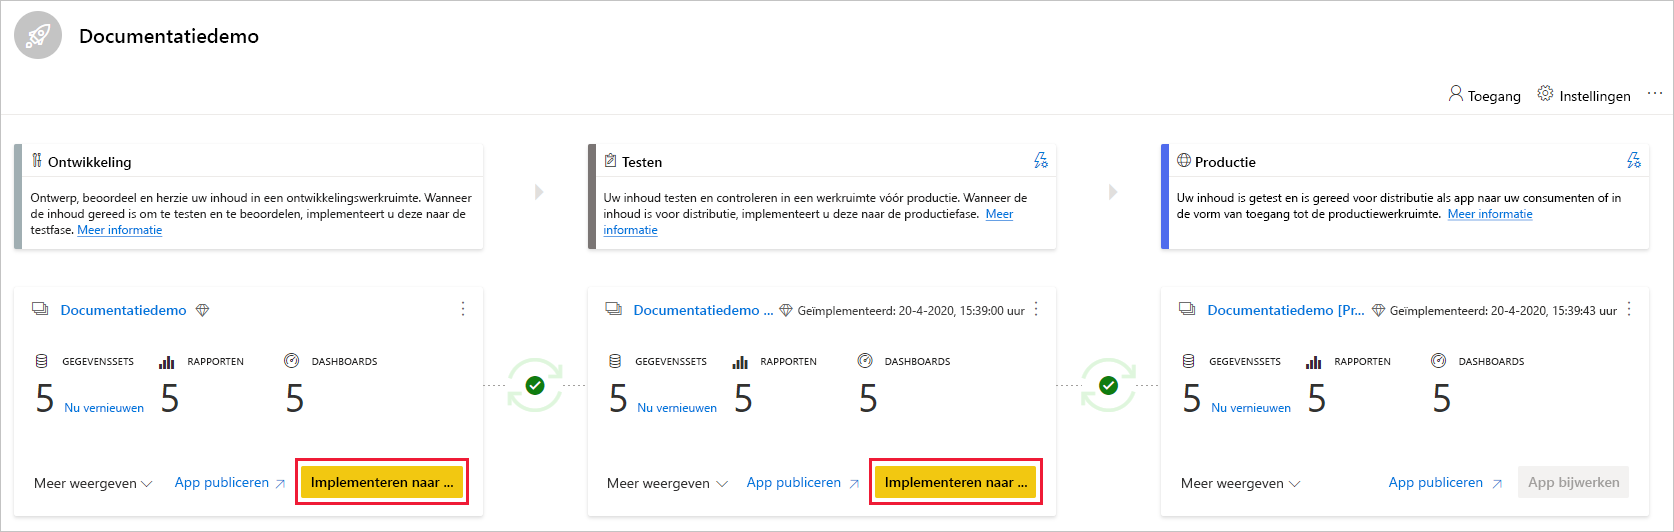 Documentatiedemo
Toegang
Instellingen
Ontwikkeling
Ontwerp, beoordeel en herzie uw inhoud in een ontwikkelingswerkruimte. Wanneer
de inhoud gereed is om te testen en te beoordelen, implementeert u deze naar de
testfase. Meer informatie
Testen
Uw inhoud testen en controleren in een werkruimte vóór productie. Wanneer de
inhoud is voor distributie, implementeert u deze naar de productiefase. Meer
informatie
Productie
Uw inhoud is getest en is gereed voor distributie als app naar uw consumenten of in
de vorm van toegang tot de productiewerkruimte. Meer informatie
Documentatiedemo
GEGEVENSSETS RAPPORTEN DASHBOARDS
5 Nu vernieuwen 5 5
Meer weergeven App publiceren Implementeren naar ...
Documentatiedemo ... Geïmplementeerd: 20-4-2020, 15:39:00 uur
GEGEVENSSETS RAPPORTEN DASHBOARDS
5 Nu vernieuwen 5 5
Meer weergeven App publiceren Implementeren naar ...
Documentatiedemo [Pr... Geïmplementeerd: 20-4-2020, 15:39:43 uur
GEGEVENSSETS RAPPORTEN DASHBOARDS
5 Nu vernieuwen 5 5
Meer weergeven App publiceren App bijwerken